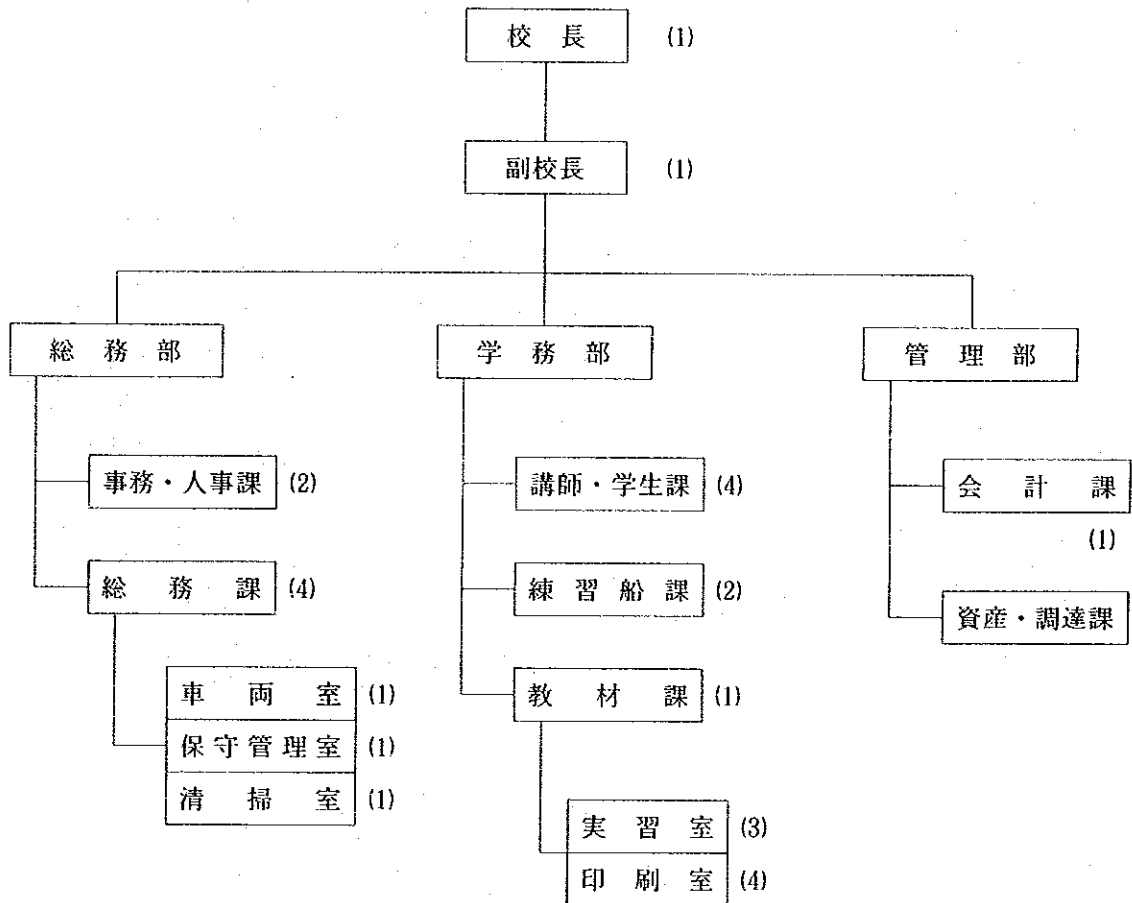 校長 (1)
副校長 (1)
総務部
学務部
管理部
事務・人事課 (2)
総務課 (4)
車両室 (1)
保守管理室 (1)
清掃室 (1)
講師・学生課 (4)
練習船課 (2)
教材課 (1)
実習室 (3)
印刷室 (4)
会計課
(1)
資産・調達課